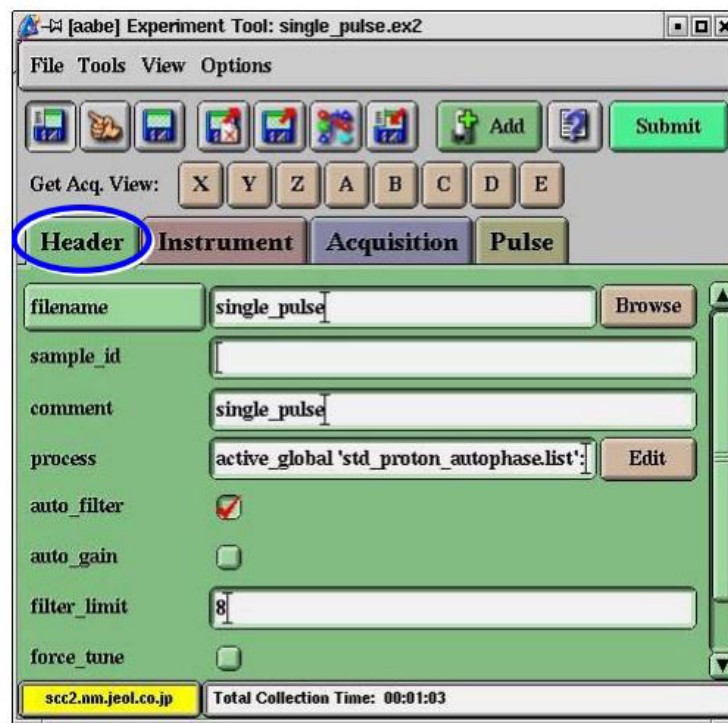 [aabe] Experiment Tool: single_pulse.ex2
File Tools View Options
Add
Submit
Get Acq. View: X Y Z A B C D E
Header Instrument Acquisition Pulse
filename single_pulse Browse
sample_id
comment single_pulse
process active_global 'std_proton_autophase.list': Edit
auto_filter
auto_gain
filter_limit 8
force_tune
scc2.nm.jeol.co.jp Total Collection Time: 00:01:03